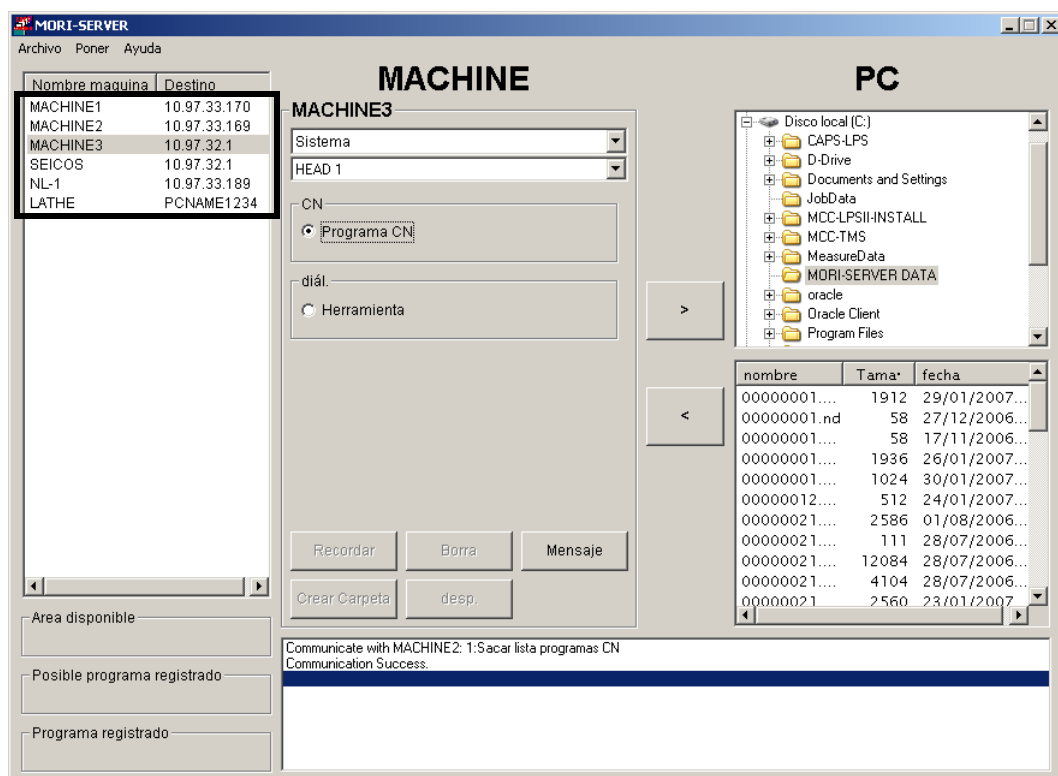 MORI-SERVER
Archivo Poner Ayuda
MACHINE
PC
Nombre maquina Destino
MACHINE1 10.97.33.170
MACHINE2 10.97.33.169
MACHINE3 10.97.32.1
SEICOS 10.97.32.1
NL-1 10.97.33.189
LATHE PCNAME1234
MACHINE3
Sistema
HEAD 1
CN
Programa CN
diál.
Herramienta
Recordar Borra Mensaje
Crear Carpeta desp.
>
<
Disco local (C:)
CAPS-LPS
D-Drive
Documents and Settings
JobData
MCC-LPSII-INSTALL
MCC-TMS
MeasureData
MORI-SERVER DATA
oracle
Oracle Client
Program Files
nombre Tama· fecha
00000001.... 1912 29/01/2007...
00000001.nd 58 27/12/2006...
00000001.... 58 17/11/2006...
00000001.... 1936 26/01/2007...
00000001.... 1024 30/01/2007...
00000012.... 512 24/01/2007...
00000021.... 2586 01/08/2006...
00000021.... 111 28/07/2006...
00000021.... 12084 28/07/2006...
00000021.... 4104 28/07/2006...
00000021 2560 23/01/2007
Area disponible
Posible programa registrado
Programa registrado
Communicate with MACHINE2: 1:Sacar lista programas CN
Communication Success.